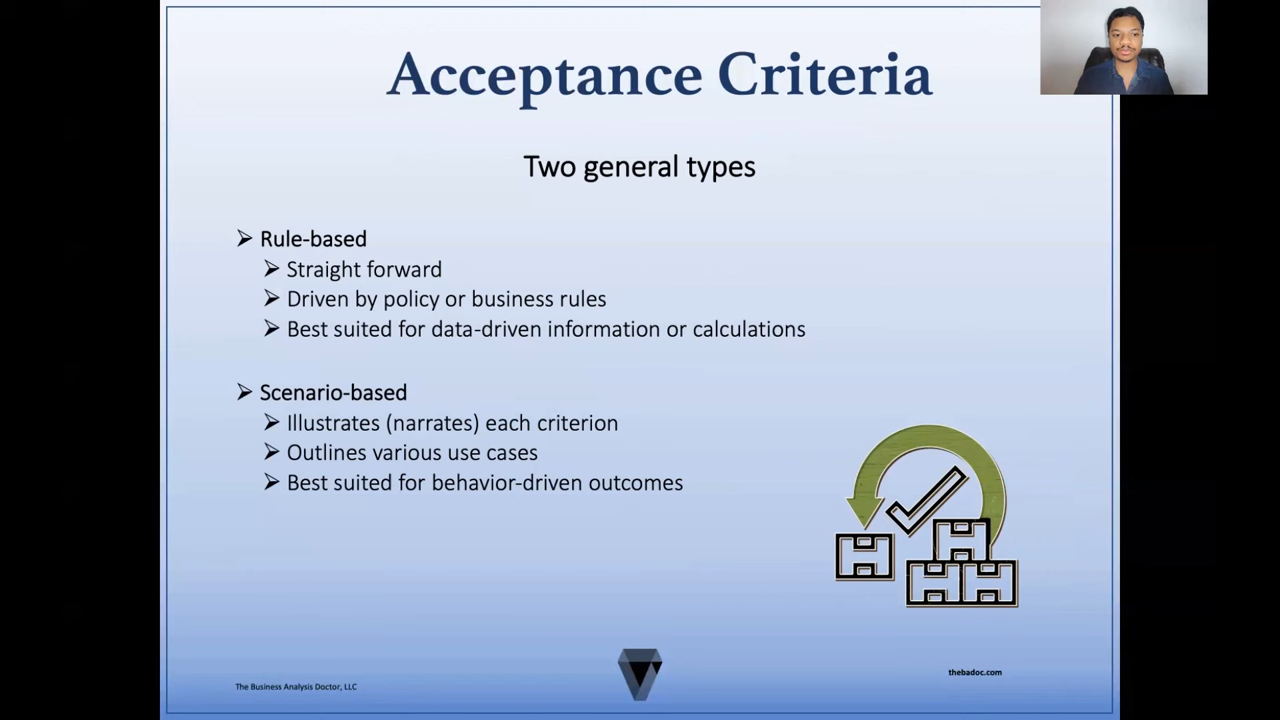 Acceptance Criteria
Two general types
Rule-based
Straight forward
Driven by policy or business rules
Best suited for data-driven information or calculations
Scenario-based
Illustrates (narrates) each criterion
Outlines various use cases
Best suited for behavior-driven outcomes
The Business Analysis Doctor, LLC
thebadoc.com